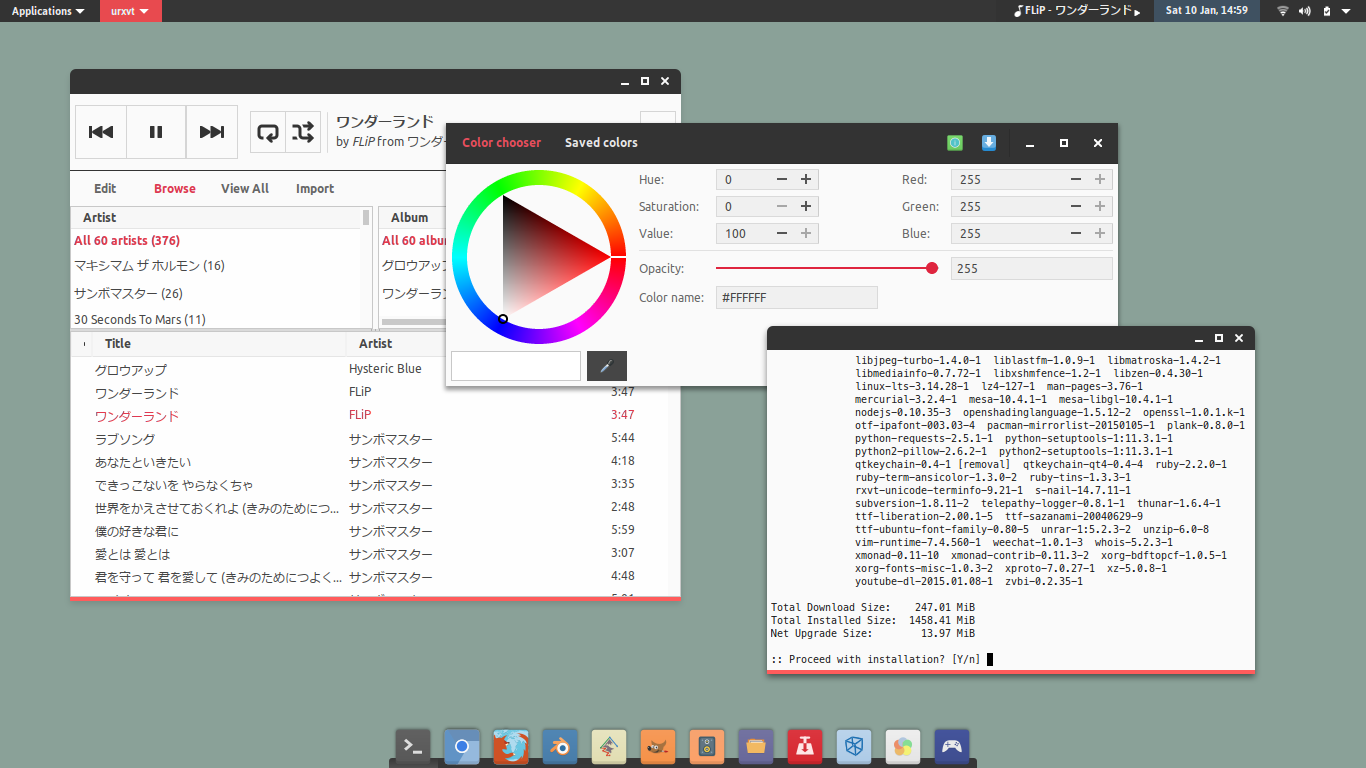 Applications
urxvt
FLiP - ワンダーランド
Sat 10 Jan, 14:59
ワンダーランド
by FLiP from ワンダー
Edit Browse View All Import
Artist Album
All 60 artists (376)
マキシマム ザ ホルモン (16)
グロウアップ
サンボマスター (26)
30 Seconds To Mars (11)
Title Artist
グロウアップ Hysteric Blue
ワンダーランド FLiP 3:47
ワンダーランド FLiP 3:47
ラブソング サンボマスター 5:44
あなたといきたい サンボマスター 4:18
できっこないを やらなくちゃ サンボマスター 3:35
世界をかえさせておくれよ (きみのためにつ... サンボマスター 2:48
僕の好きな君に サンボマスター 5:59
愛とは 愛とは サンボマスター 3:07
君を守って 君を愛して (きみのためにつよく... サンボマスター 4:48
Color chooser Saved colors
Hue: 0 Red: 255
Saturation: 0 Green: 255
Value: 100 Blue: 255
Opacity: 255
Color name: #FFFFFF
libjpeg-turbo-1.4.0-1 liblastfm-1.0.9-1 libmatroska-1.4.2-1
libmediainfo-0.7.72-1 libxshmfence-1.2-1 libzen-0.4.30-1
linux-lts-3.14.28-1 lz4-127-1 man-pages-3.76-1
mercurial-3.2.4-1 mesa-10.4.1-1 mesa-libgl-10.4.1-1
nodejs-0.10.35-3 openshadinglanguage-1.5.12-2 openssl-1.0.1.k-1
otf-ipafont-003.03-4 pacman-mirrorlist-20150105-1 plank-0.8.0-1
python-requests-2.5.1-1 python-setuptools-1:11.3.1-1
python2-pillow-2.6.2-1 python2-setuptools-1:11.3.1-1
qtkeychain-0.4-1 [removal] qtkeychain-qt4-0.4-4 ruby-2.2.0-1
ruby-term-ansicolor-1.3.0-2 ruby-tins-1.3.3-1
rxvt-unicode-terminfo-9.21-1 s-nail-14.7.11-1
subversion-1.8.11-2 telepathy-logger-0.8.1-1 thunar-1.6.4-1
ttf-liberation-2.00.1-5 ttf-sazanami-20040629-9
ttf-ubuntu-font-family-0.80-5 unrar-1:5.2.3-2 unzip-6.0-8
vim-runtime-7.4.560-1 weechat-1.0.1-3 whois-5.2.3-1
xmonad-0.11-10 xmonad-contrib-0.11.3-2 xorg-bdftopcf-1.0.5-1
xorg-fonts-misc-1.0.3-2 xproto-7.0.27-1 xz-5.0.8-1
youtube-dl-2015.01.08-1 zvbi-0.2.35-1
Total Download Size: 247.01 MiB
Total Installed Size: 1458.41 MiB
Net Upgrade Size: 13.97 MiB
:: Proceed with installation? [Y/n]